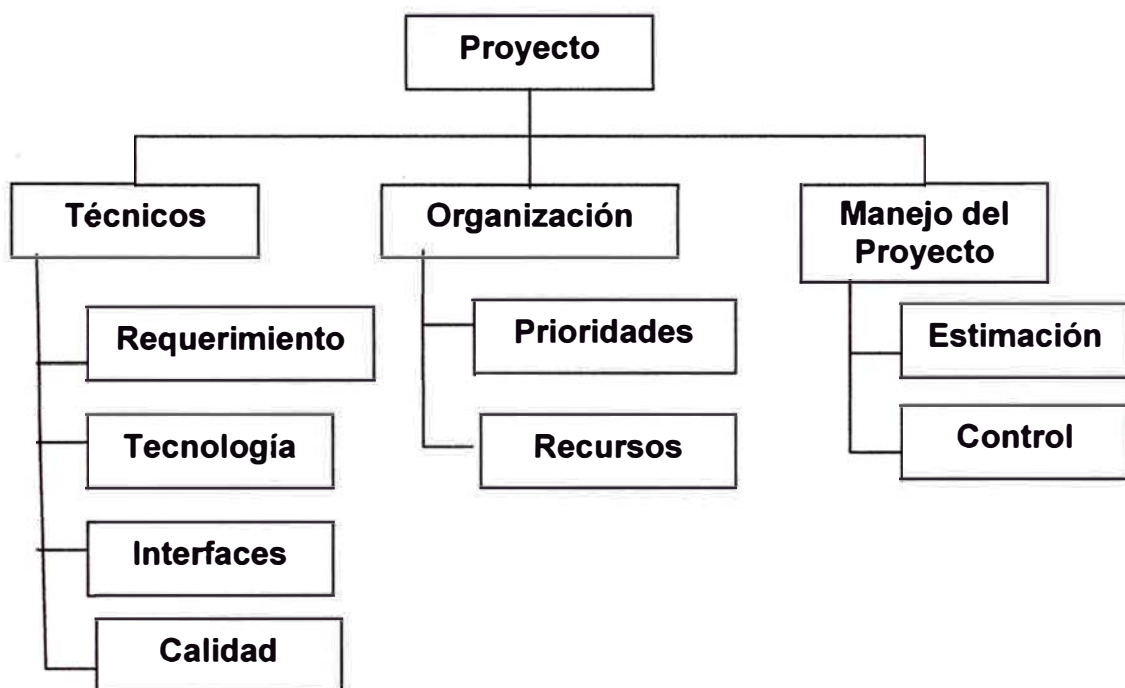 Proyecto
Técnicos
Organización
Manejo del
Proyecto
Requerimiento
Prioridades
Estimación
Tecnología
Recursos
Control
Interfaces
Calidad